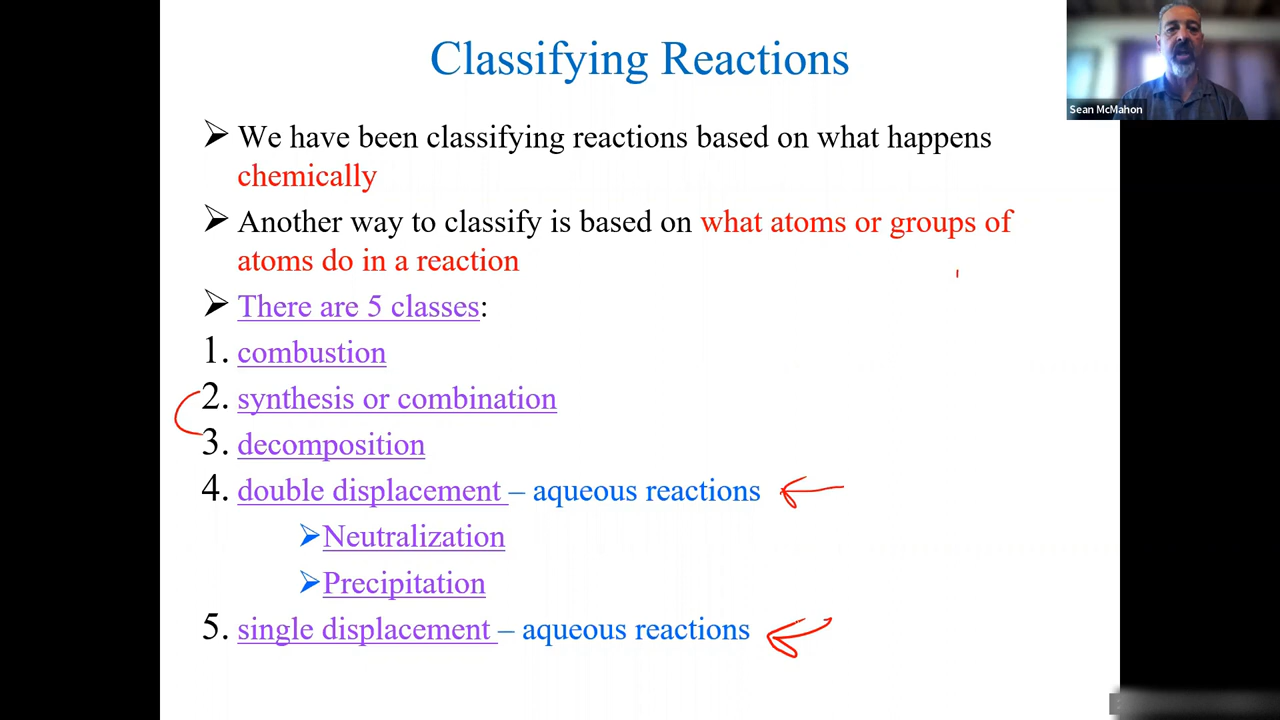 Classifying Reactions
Sean McMahon
➢ We have been classifying reactions based on what happens
chemically
➢ Another way to classify is based on what atoms or groups of
atoms do in a reaction
➢ There are 5 classes:
1. combustion
2. synthesis or combination
3. decomposition
4. double displacement – aqueous reactions
➢ Neutralization
➢ Precipitation
5. single displacement – aqueous reactions